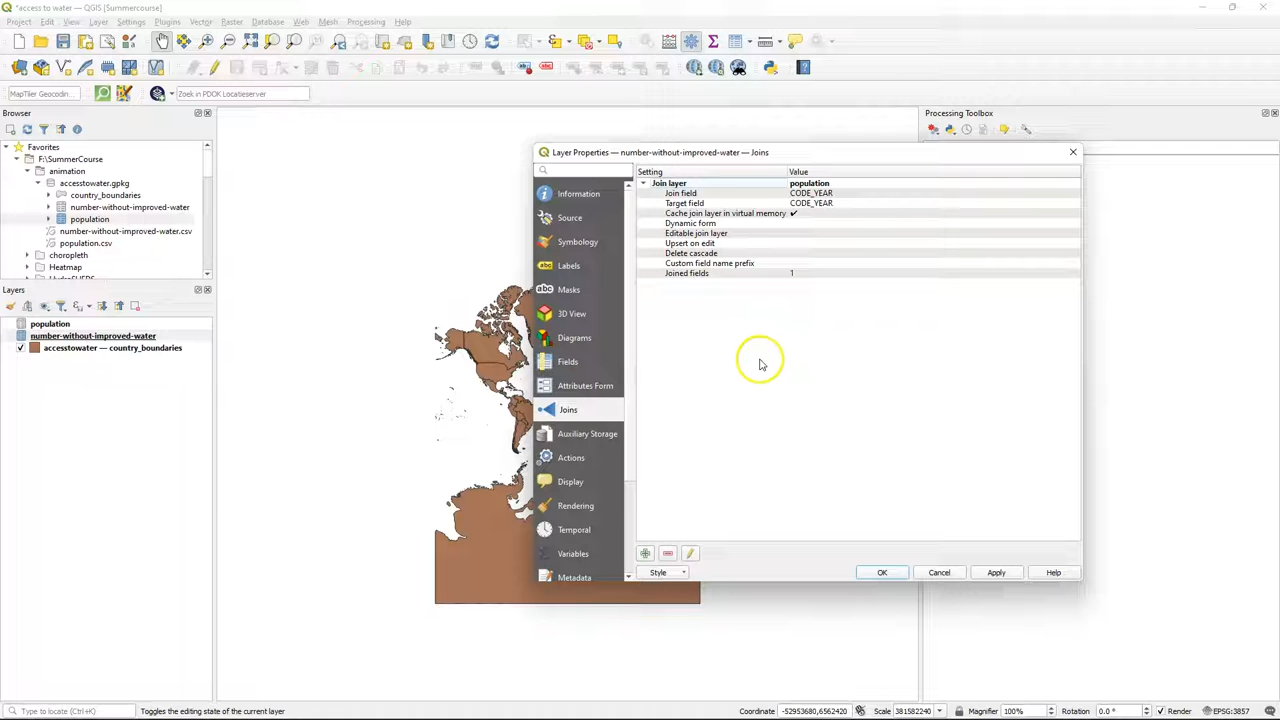 *access to water — QGIS [Summercourse]
Project Edit View Layer Settings Plugins Vector Raster Database Web Mesh Processing Help
MapTiler Geocoding... Zoek in PDOK Locatieserver
Browser
Favorites
F:\SummerCourse
animation
accesstowater.gpkg
country_boundaries
number-without-improved-water
population
number-without-improved-water.csv
population.csv
choropleth
Heatmap
Layers
population
number-without-improved-water
accesstowater — country_boundaries
Processing Toolbox
Layer Properties — number-without-improved-water — Joins
Information
Source
Symbology
Labels
Masks
3D View
Diagrams
Fields
Attributes Form
Joins
Auxiliary Storage
Actions
Display
Rendering
Temporal
Variables
Metadata
Setting Value
Join layer population
Join field CODE_YEAR
Target field CODE_YEAR
Cache join layer in virtual memory ✔
Dynamic form
Editable join layer
Upsert on edit
Delete cascade
Custom field name prefix
Joined fields 1
Style OK Cancel Apply Help
Type to locate (Ctrl+K) Toggles the editing state of the current layer Coordinate -52953680,6562420 Scale 381582240 Magnifier 100% Rotation 0.0 ° Render EPSG:3857